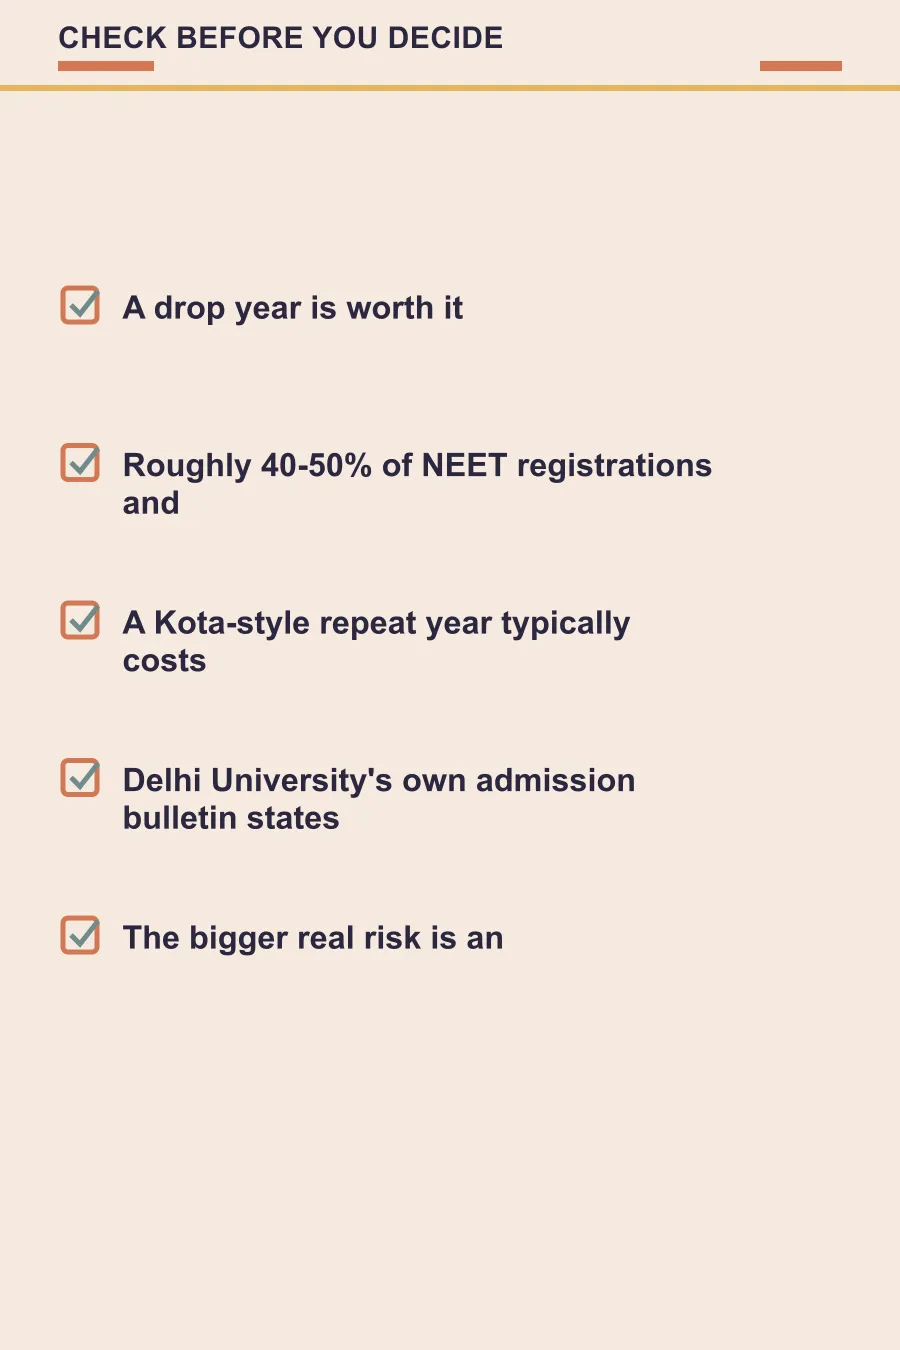 CHECK BEFORE YOU DECIDE
A drop year is worth it
Roughly 40-50% of NEET registrations
and
A Kota-style repeat year typically
costs
Delhi University's own admission
bulletin states
The bigger real risk is an